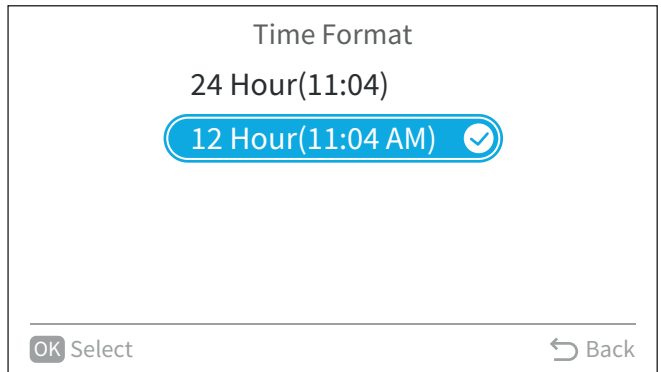 Time Format
24 Hour(11:04)
12 Hour(11:04 AM)
OK Select
Back